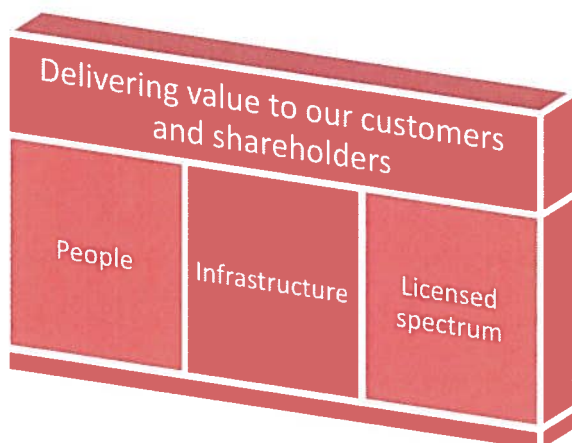 Delivering value to our customers
and shareholders
People
Infrastructure
Licensed
spectrum